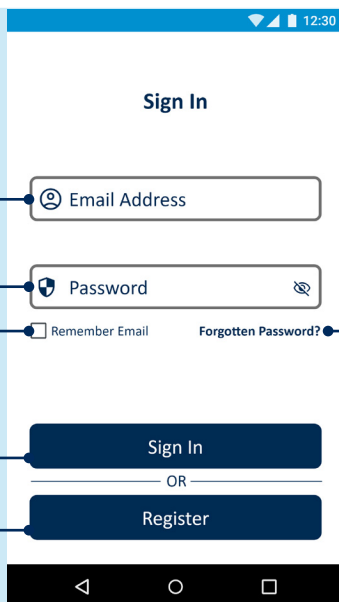 12:30
Sign In
Email Address
Password
Remember Email Forgotten Password?
Sign In
OR
Register